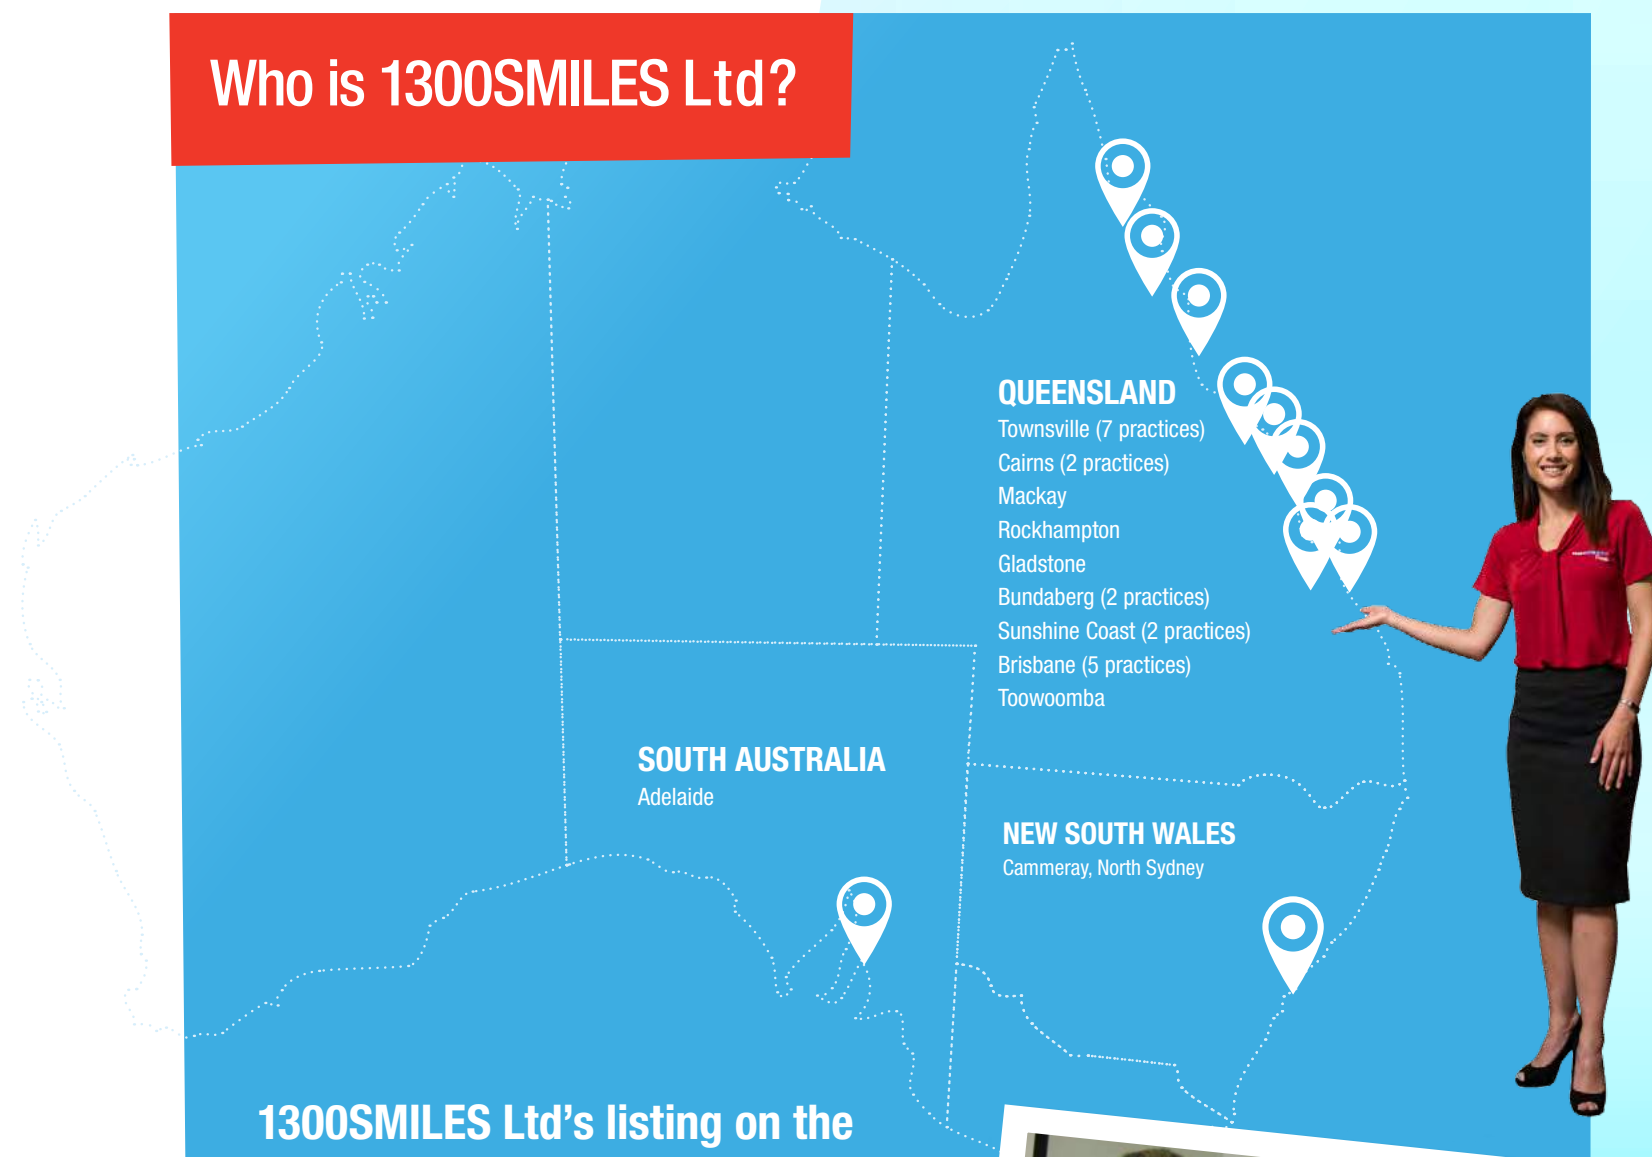 Who is 1300SMILES Ltd?
QUEENSLAND
Townsville (7 practices)
Cairns (2 practices)
Mackay
Rockhampton
Gladstone
Bundaberg (2 practices)
Sunshine Coast (2 practices)
Brisbane (5 practices)
Toowoomba
SOUTH AUSTRALIA
Adelaide
NEW SOUTH WALES
Cammeray, North Sydney
1300SMILES Ltd's listing on the